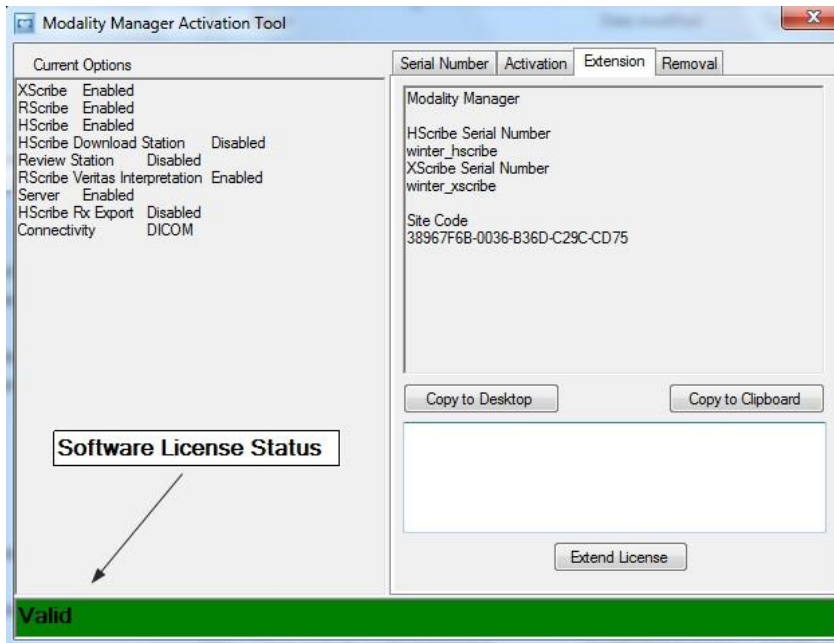 Modality Manager Activation Tool
Current Options
XScribe Enabled
RScribe Enabled
HScribe Enabled
HScribe Download Station Disabled
Review Station Disabled
RScribe Veritas Interpretation Enabled
Server Enabled
HScribe Rx Export Disabled
Connectivity DICOM
Software License Status
Valid
Serial Number Activation Extension Removal
Modality Manager
HScribe Serial Number
winter_hscribe
XScribe Serial Number
winter_xscribe
Site Code
38967F6B-0036-B36D-C29C-CD75
Copy to Desktop Copy to Clipboard
Extend License